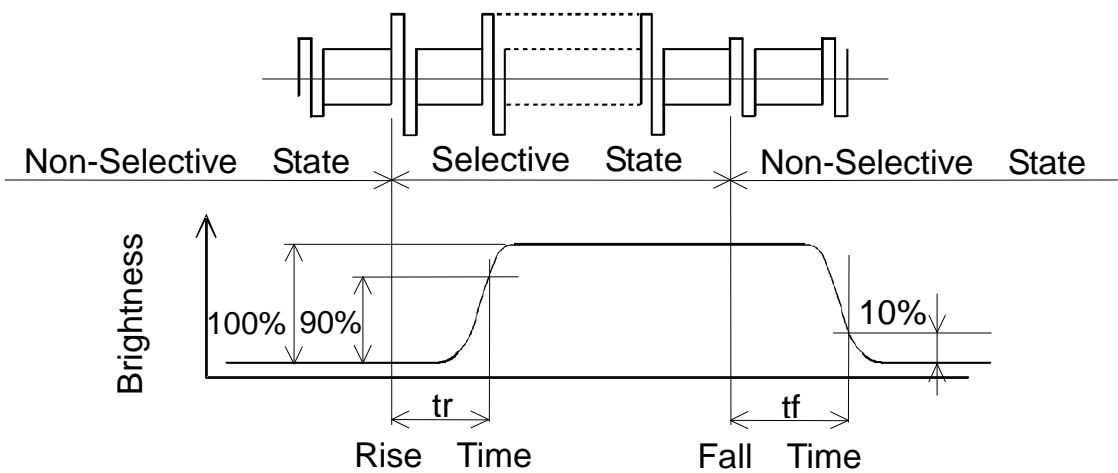 Non-Selective State Selective State Non-Selective State
Brightness
100% 90% 10%
tr tf
Rise Time Fall Time